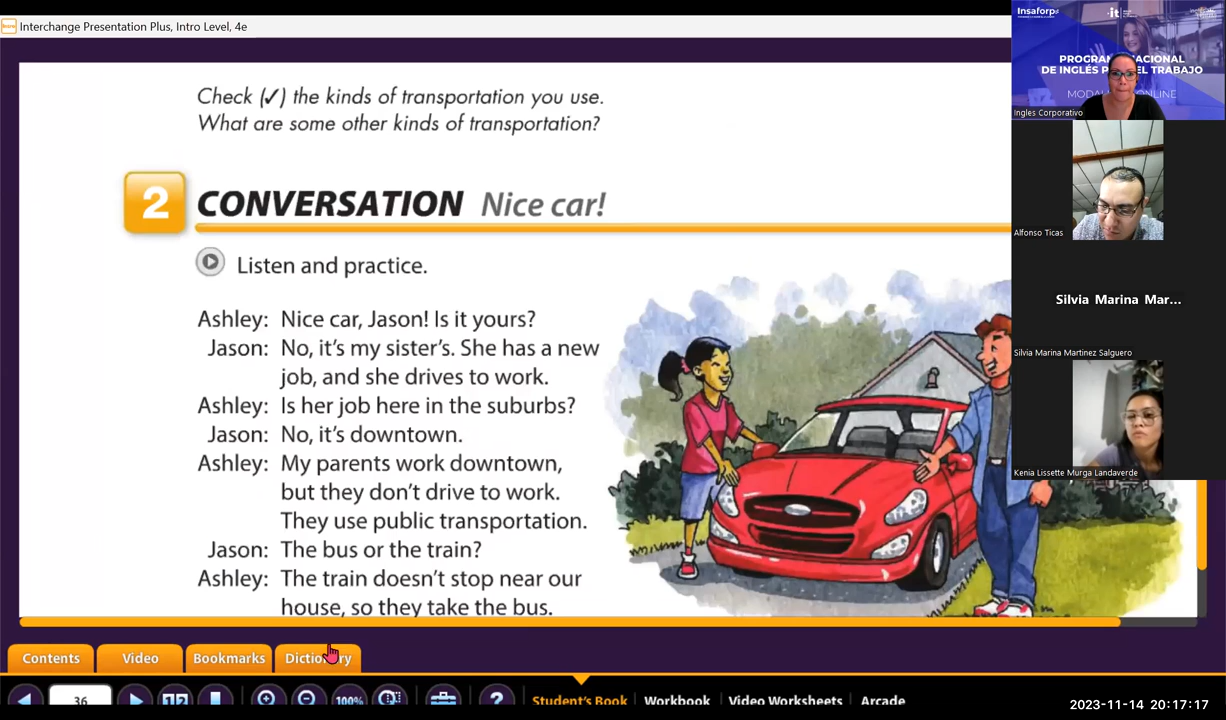 Interchange Presentation Plus, Intro Level, 4e
Check (✓) the kinds of transportation you use.
What are some other kinds of transportation?
2
CONVERSATION Nice car!
Listen and practice.
Ashley: Nice car, Jason! Is it yours?
Jason: No, it's my sister's. She has a new
job, and she drives to work.
Ashley: Is her job here in the suburbs?
Jason: No, it's downtown.
Ashley: My parents work downtown,
but they don't drive to work.
They use public transportation.
Jason: The bus or the train?
Ashley: The train doesn't stop near our
house, so they take the bus.
Insaforp
it
PROGRAMA NACIONAL
DE INGLÉS PARA EL TRABAJO
MODALIDAD ONLINE
Ingles Corporativo
Alfonso Ticas
Silvia Marina Mar...
Silvia Marina Martinez Salguero
Kenia Lissette Murga Landaverde
Contents
Video
Bookmarks
Dictionary
36
12
100%
?
Student's Book
Workbook
Video Worksheets
Arcade
2023-11-14 20:17:17